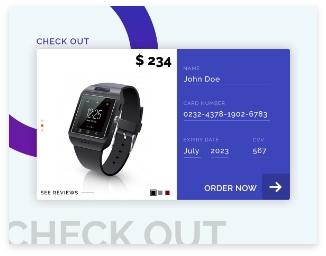 CHECK OUT
$ 234
NAME
John Doe
CARD NUMBER
0232-4378-1902-6783
EXPIRY DATE CVV
July 2023 567
SEE REVIEWS
ORDER NOW
CHECK OUT